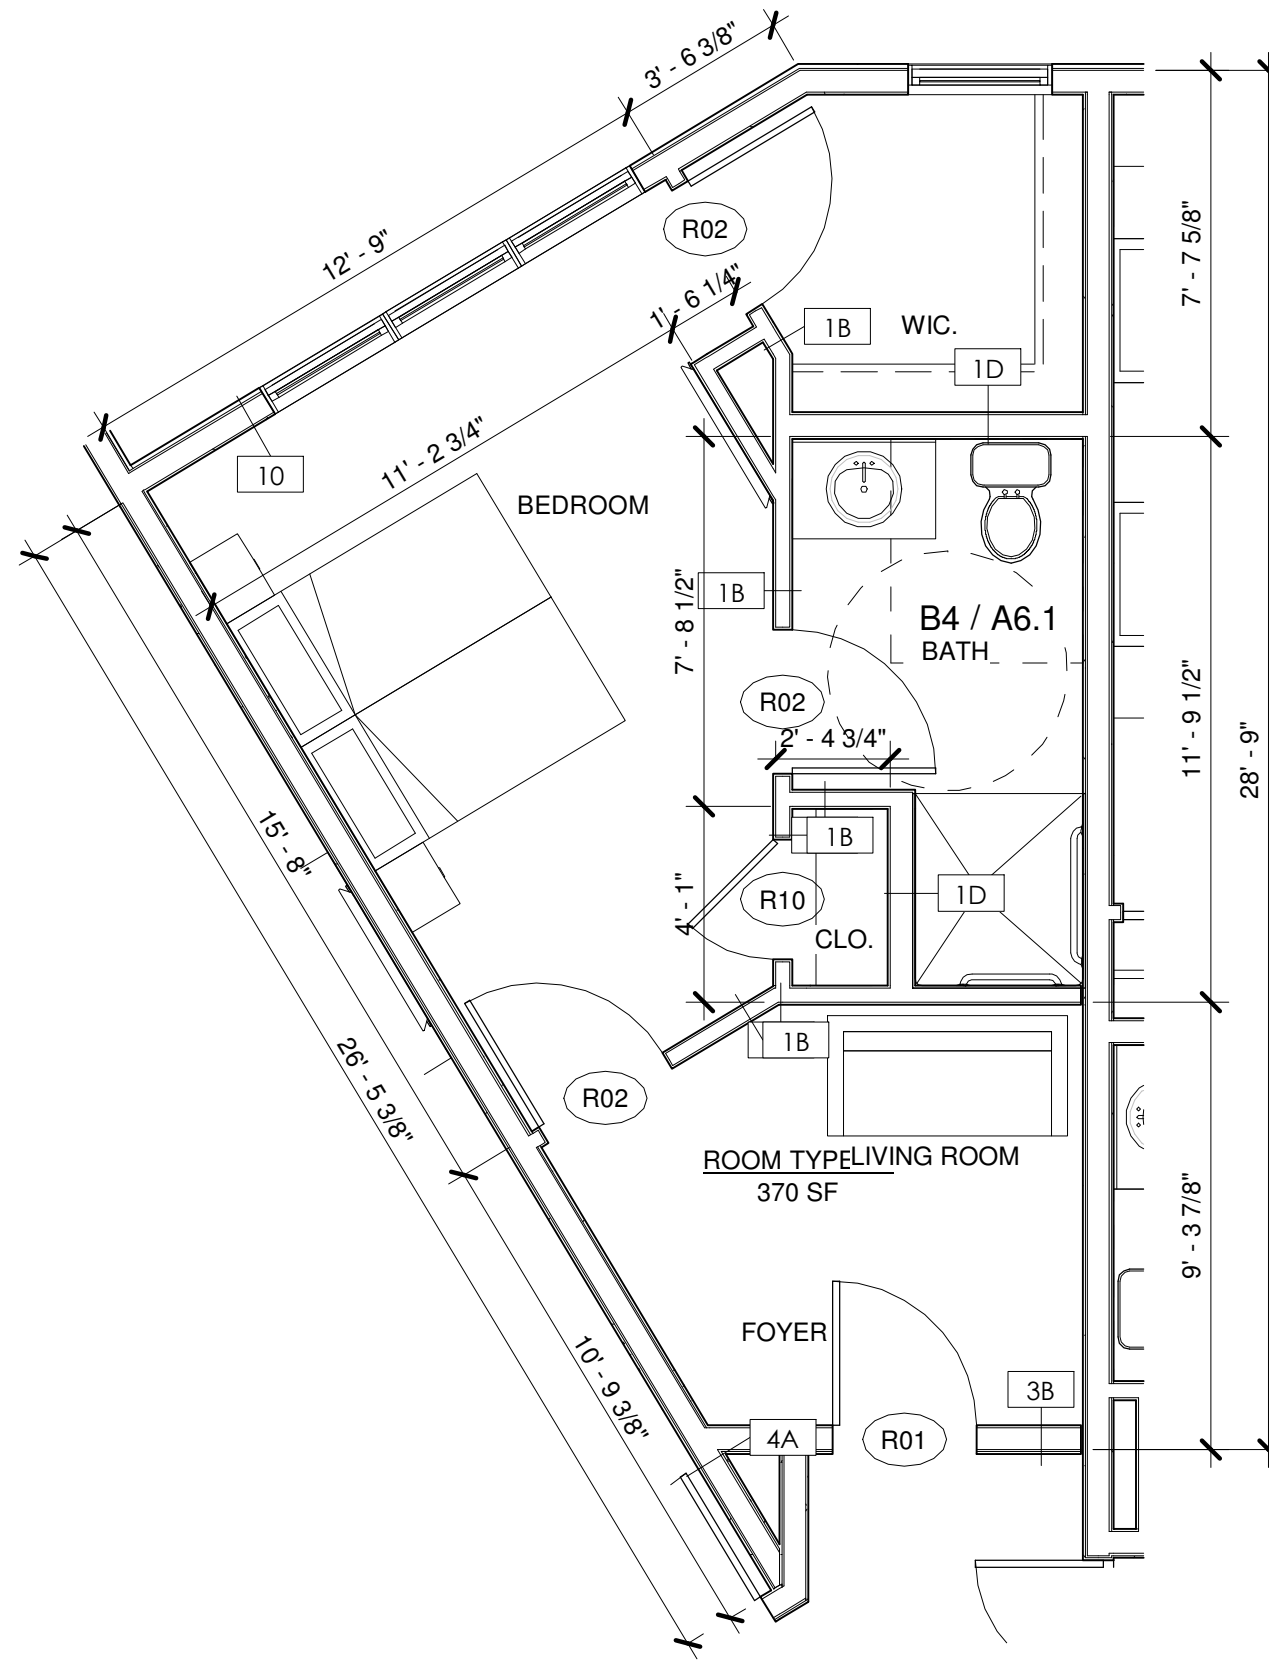 3' - 6 3/8"
12' - 9"
R02
7' - 7 5/8"
1' - 6 1/4"
1B
WIC.
1D
11' - 2 3/4"
10
BEDROOM
1B
7' - 8 1/2"
B4 / A6.1
BATH
R02
2' - 4 3/4"
11' - 9 1/2"
28' - 9"
15' - 8"
1B
4' - 1"
R10
1D
CLO.
1B
26' - 5 3/8"
R02
ROOM TYPE
LIVING ROOM
370 SF
9' - 3 7/8"
FOYER
10' - 9 3/8"
3B
4A
R01